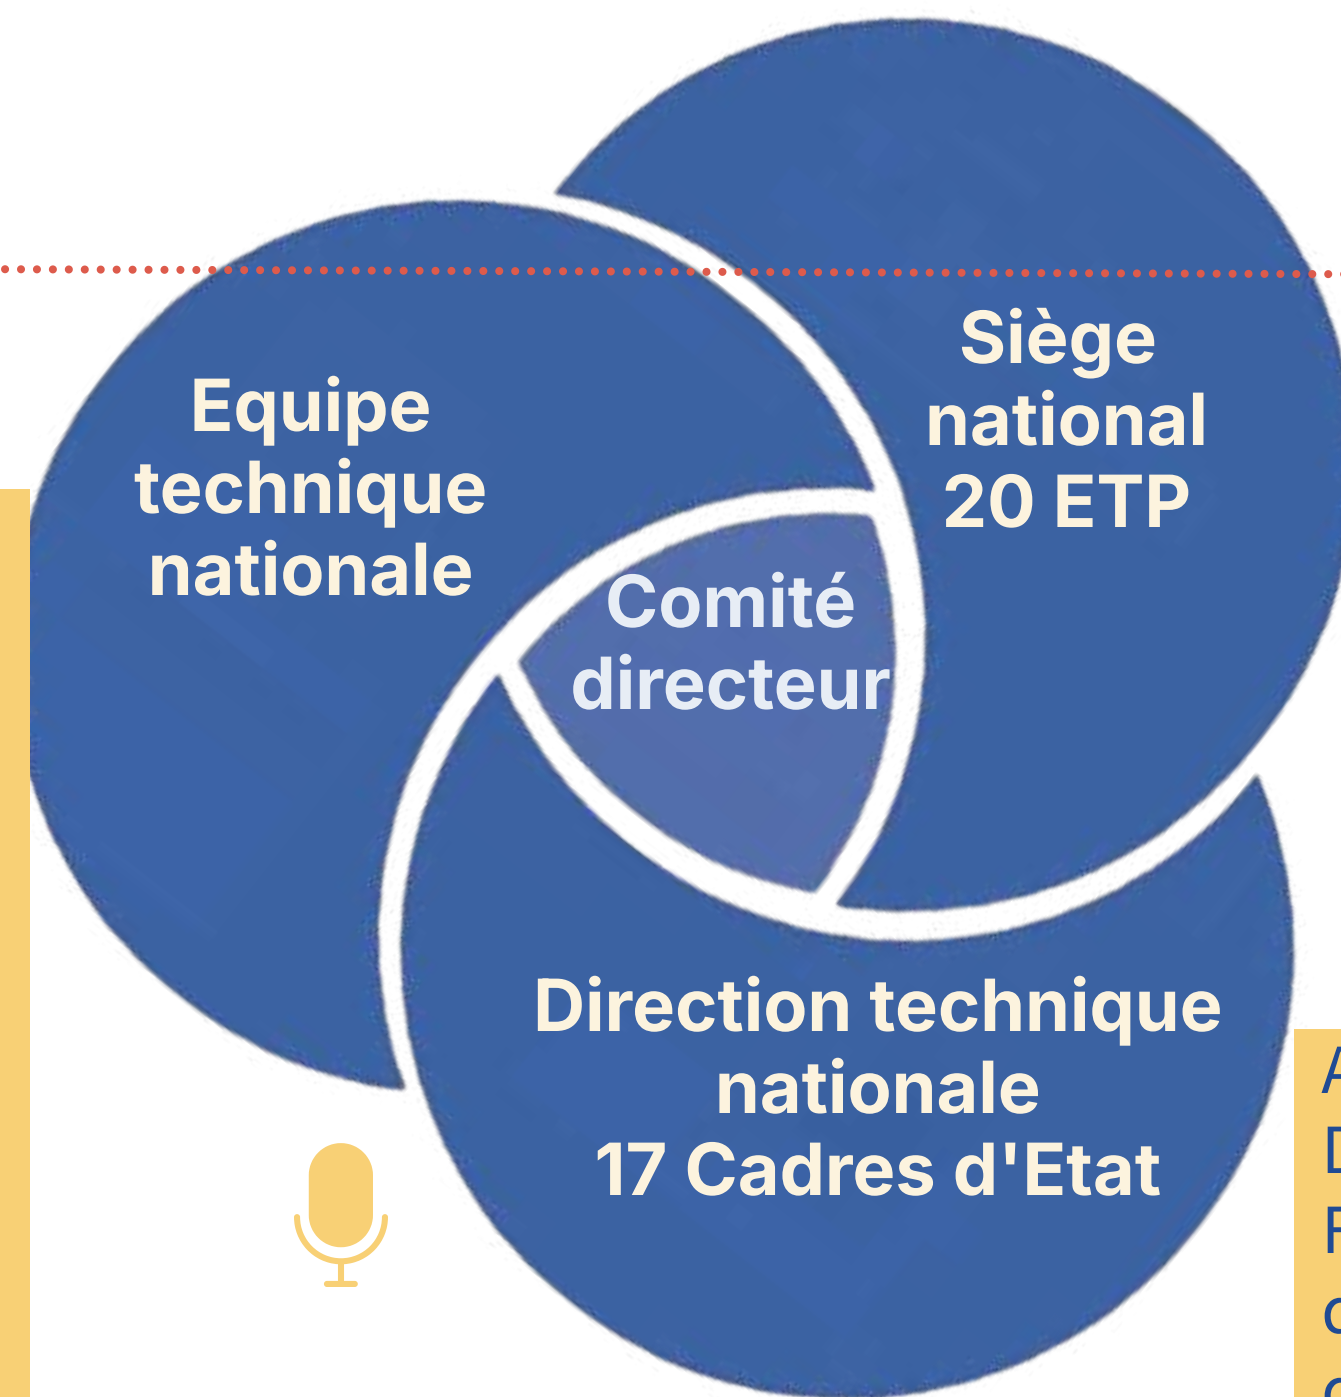 Siège
national
20 ETP
Equipe
technique
nationale
Comité
directeur
Direction technique
nationale
17 Cadres d'Etat